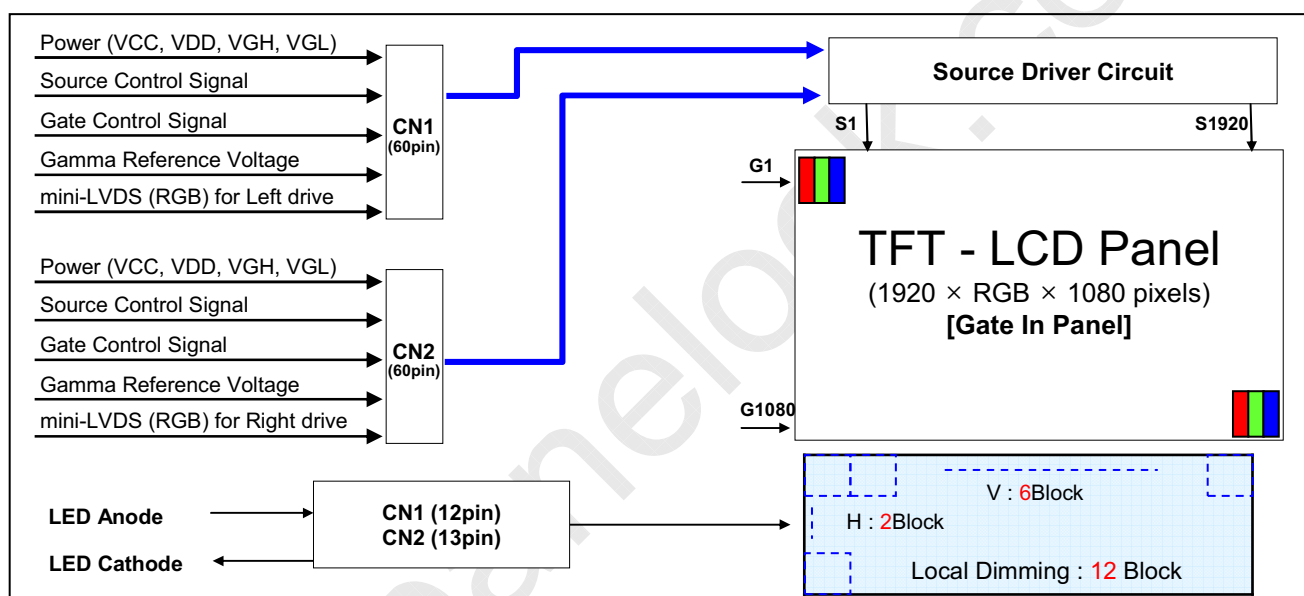 Power (VCC, VDD, VGH, VGL)
Source Control Signal
Gate Control Signal
Gamma Reference Voltage
mini-LVDS (RGB) for Left drive
CN1
(60pin)
Power (VCC, VDD, VGH, VGL)
Source Control Signal
Gate Control Signal
Gamma Reference Voltage
mini-LVDS (RGB) for Right drive
CN2
(60pin)
Source Driver Circuit
S1
S1920
G1
TFT - LCD Panel
(1920 × RGB × 1080 pixels)
[Gate In Panel]
G1080
LED Anode
LED Cathode
CN1 (12pin)
CN2 (13pin)
V : 6Block
H : 2Block
Local Dimming : 12 Block